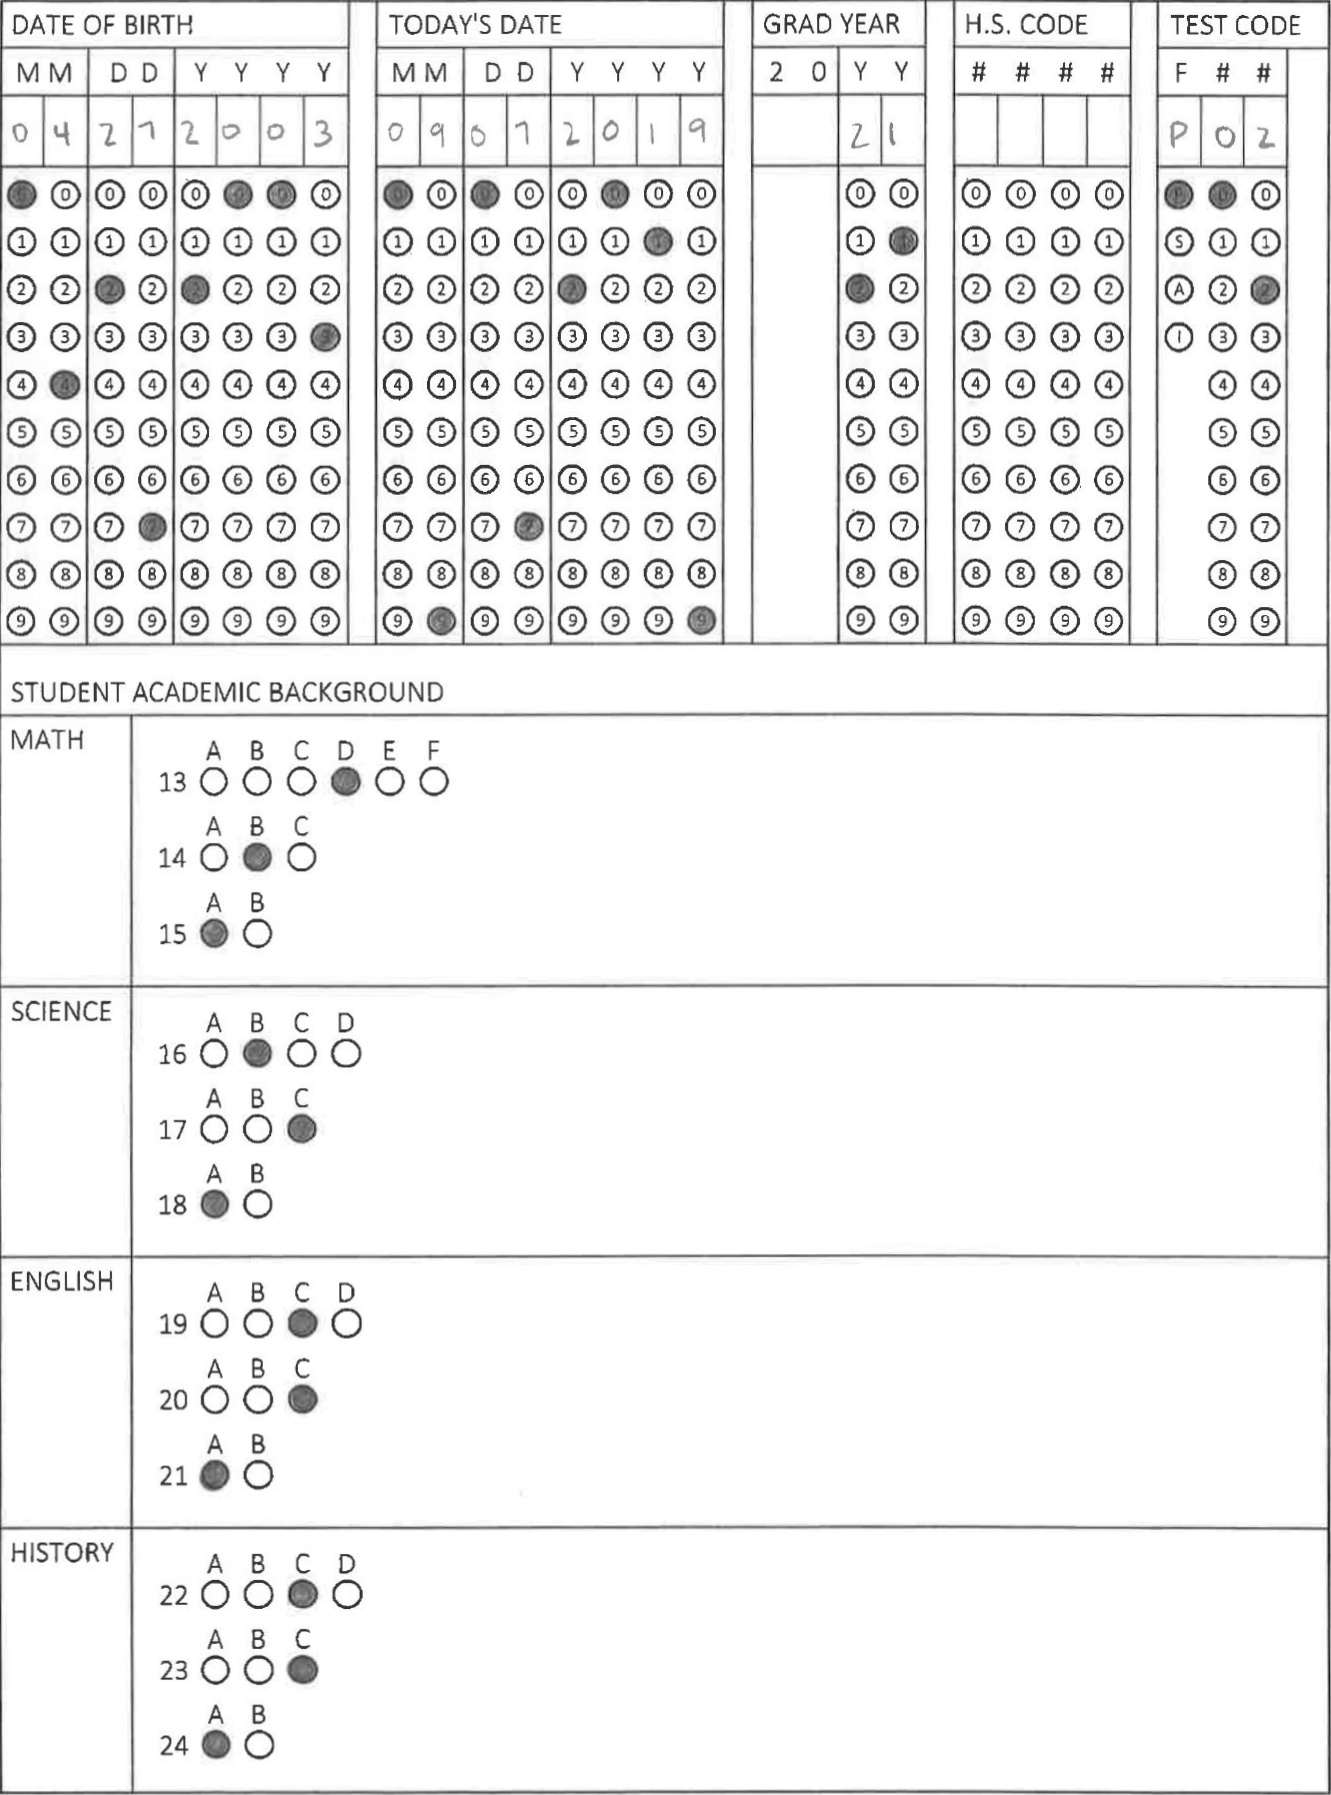 DATE OF BIRTH TODAY'S DATE GRAD YEAR H.S. CODE TEST CODE
M M D D Y Y Y Y M M D D Y Y Y Y 2 0 Y Y # # # # F # #
0 4 2 7 2 0 0 3 0 9 0 7 2 0 1 9 2 1 P 0 2
0 0 0 0 0 0 0 0 0 0 0 0 0 0 0 0 0 0 0 0 0 0 P 0 0
1 1 1 1 1 1 1 1 1 1 1 1 1 1 1 1 1 1 1 1 1 1 S 1 1
2 2 2 2 2 2 2 2 2 2 2 2 2 2 2 2 2 2 2 2 2 2 A 2 2
3 3 3 3 3 3 3 3 3 3 3 3 3 3 3 3 3 3 3 3 3 3 I 3 3
4 4 4 4 4 4 4 4 4 4 4 4 4 4 4 4 4 4 4 4 4 4 4 4
5 5 5 5 5 5 5 5 5 5 5 5 5 5 5 5 5 5 5 5 5 5 5 5
6 6 6 6 6 6 6 6 6 6 6 6 6 6 6 6 6 6 6 6 6 6 6 6
7 7 7 7 7 7 7 7 7 7 7 7 7 7 7 7 7 7 7 7 7 7 7 7
8 8 8 8 8 8 8 8 8 8 8 8 8 8 8 8 8 8 8 8 8 8 8 8
9 9 9 9 9 9 9 9 9 9 9 9 9 9 9 9 9 9 9 9 9 9 9 9
STUDENT ACADEMIC BACKGROUND
MATH
A B C D E F
13
A B C
14
A B
15
SCIENCE
A B C D
16
A B C
17
A B
18
ENGLISH
A B C D
19
A B C
20
A B
21
HISTORY
A B C D
22
A B C
23
A B
24